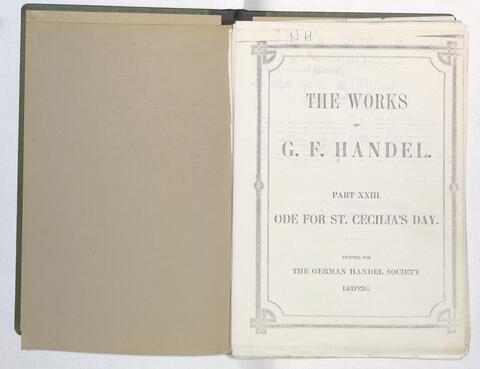 NH
THE WORKS
OF
G. F. HANDEL.
PART XXIII.
ODE FOR ST. CECILIA'S DAY.
PRINTED FOR
THE GERMAN HANDEL SOCIETY
LEIPZIG.